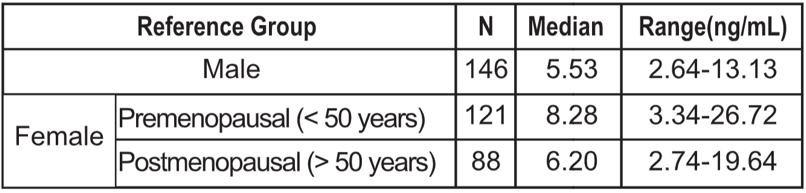 Reference Group N Median Range(ng/mL)
Male 146 5.53 2.64-13.13
Female
Premenopausal (< 50 years) 121 8.28 3.34-26.72
Postmenopausal (> 50 years) 88 6.20 2.74-19.64